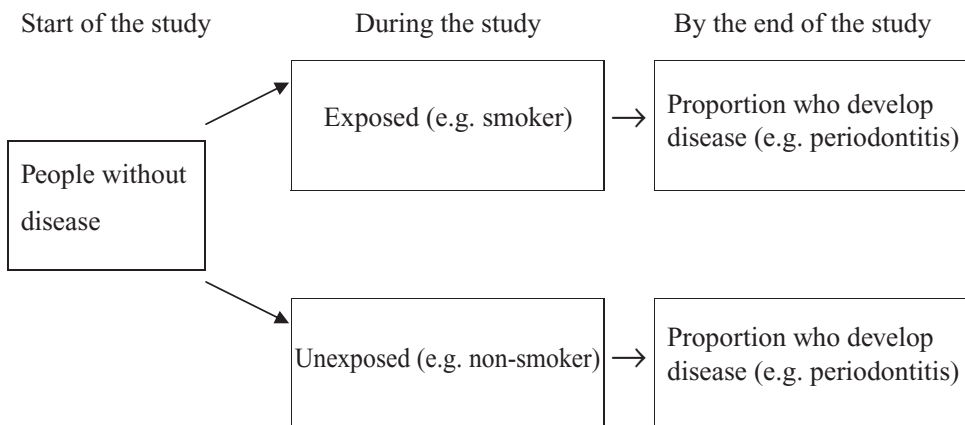 Start of the study
During the study
By the end of the study
Exposed (e.g. smoker)
→
Proportion who develop
disease (e.g. periodontitis)
People without
disease
Unexposed (e.g. non-smoker)
→
Proportion who develop
disease (e.g. periodontitis)